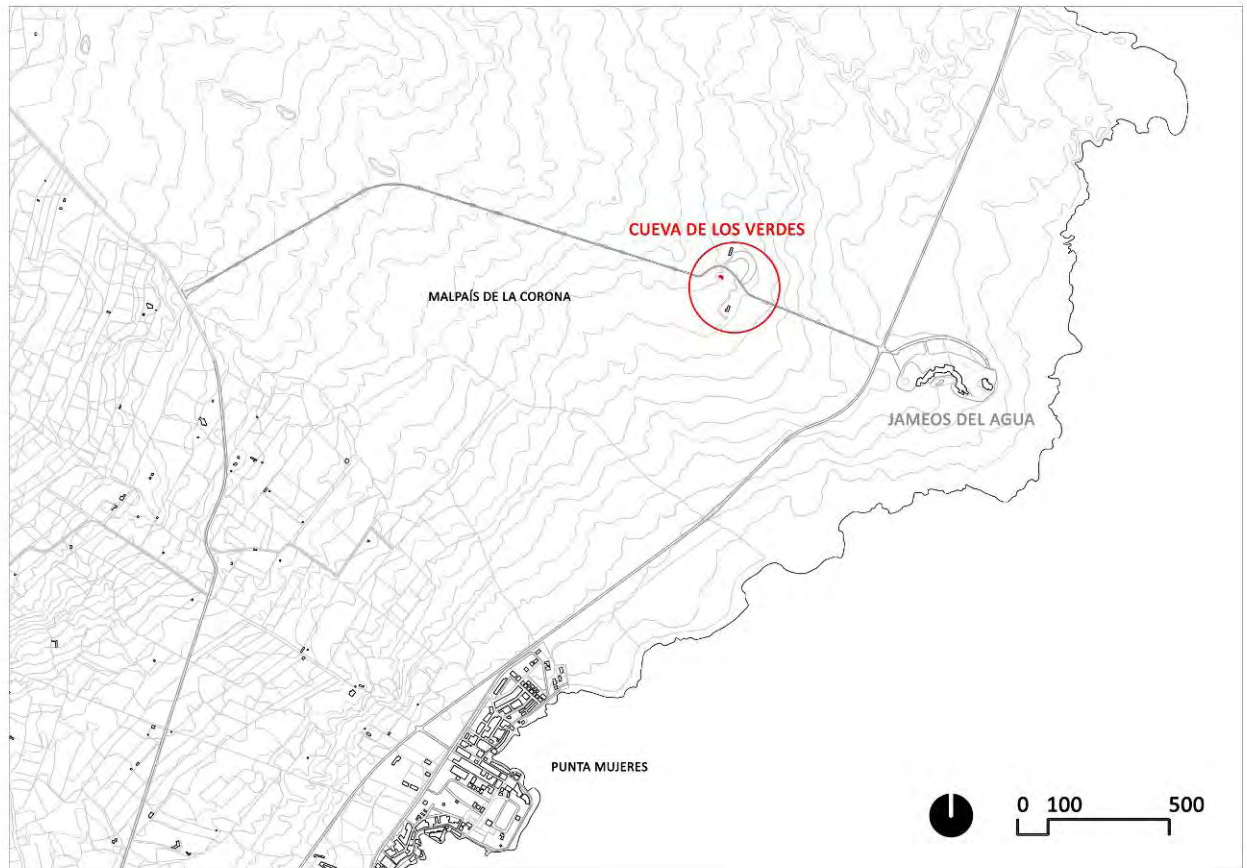 CUEVA DE LOS VERDES
MALPAÍS DE LA CORONA
JAMEOS DEL AGUA
PUNTA MUJERES
0 100 500